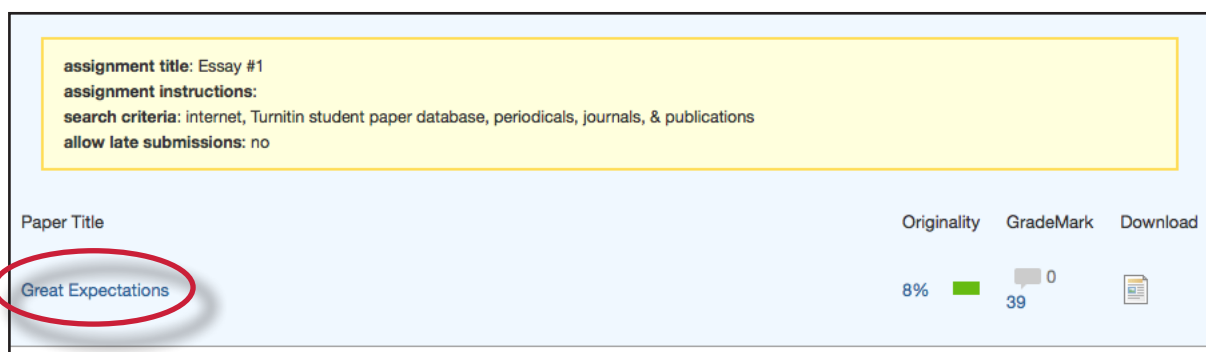 assignment title: Essay #1
assignment instructions:
search criteria: internet, Turnitin student paper database, periodicals, journals, & publications
allow late submissions: no
Paper Title Originality GradeMark Download
Great Expectations 8% 0
39